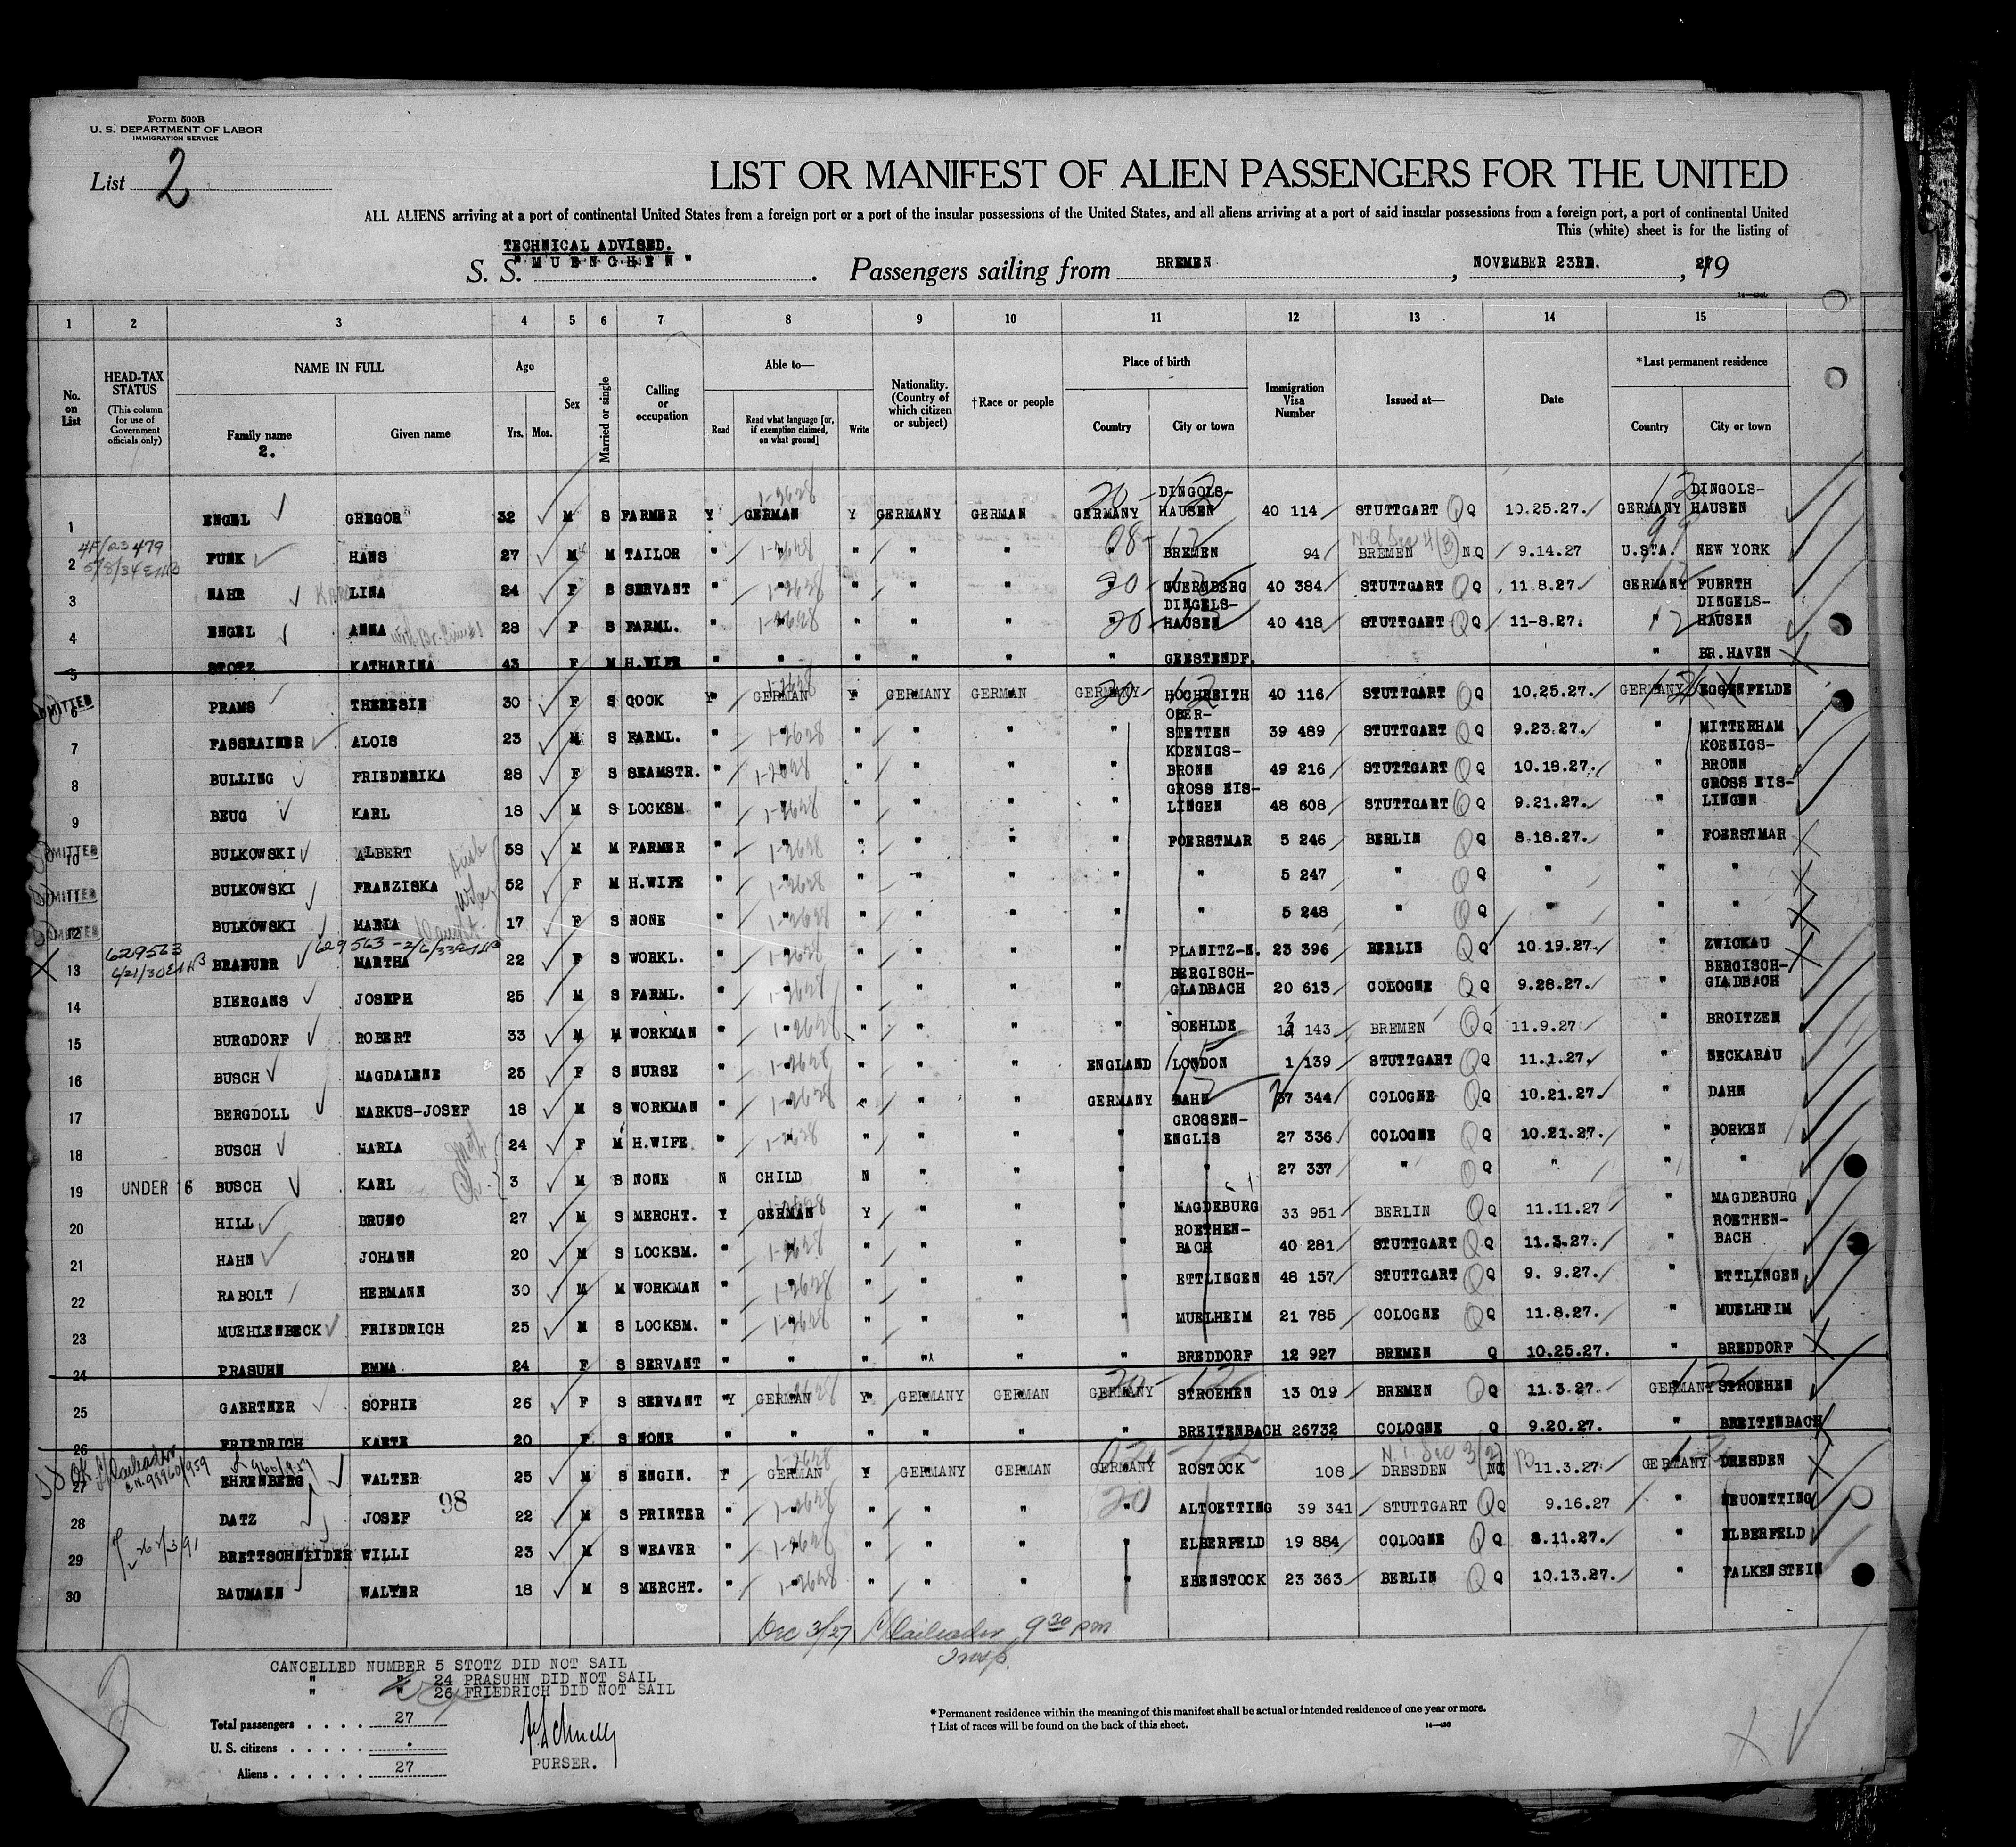 Form 500B
U. S. DEPARTMENT OF LABOR
IMMIGRATION SERVICE
List 2
LIST OR MANIFEST OF ALIEN PASSENGERS FOR THE UNITED
ALL ALIENS arriving at a port of continental United States from a foreign port or a port of the insular possessions of the United States, and all aliens arriving at a port of said insular possessions from a foreign port, a port of continental United
This (white) sheet is for the listing of
TECHNICAL ADVISED.
S. S. "MUENCHEN". Passengers sailing from BREMEN, NOVEMBER 23RD., 19 27
1 2 3 4 5 6 7 8 9 10 11 12 13 14 15
No. on List
HEAD-TAX STATUS (This column for use of Government officials only)
NAME IN FULL
Family name Given name
2.
Age Yrs. Mos.
Sex
Married or single
Calling or occupation
Able to— Read Read what language [or, if exemption claimed, on what ground] Write
Nationality. (Country of which citizen or subject)
†Race or people
Place of birth Country City or town
Immigration Visa Number
Issued at—
Date
*Last permanent residence Country City or town
1 ENGEL GREGOR 32 M S FARMER Y GERMAN Y GERMANY GERMAN GERMANY DINGOLS-HAUSEN 40 114 STUTTGART Q Q 10.25.27. GERMANY DINGOLS-HAUSEN
2 FUNK HANS 27 M M TAILOR " " " " " " BREMEN 94 BREMEN N.Q 9.14.27 U.S.A. NEW YORK
3 NAHR LINA 24 F S SERVANT " " " " " " NUERNBERG 40 384 STUTTGART Q Q 11.8.27. GERMANY FUERTH
4 ENGEL ANNA 28 F S FARML. " " " " " " DINGELS-HAUSEN 40 418 STUTTGART Q Q 11-8.27. " DINGELS-HAUSEN
5 STOTZ KATHARINA 43 F M H.WIFE " " " " " " GEESTENDF. " BR.HAVEN
ADMITTED 6 PRAMS THERESIE 30 F S COOK Y GERMAN Y GERMANY GERMAN GERMANY HOCHREITH 40 116 STUTTGART Q Q 10.25.27. GERMANY EGGENFELDE
7 FASSRAINER ALOIS 23 M S FARML. " " " " " " OBER-STETTEN 39 489 STUTTGART Q Q 9.23.27. " MITTERHAM
8 BULLING FRIEDERIKA 28 F S SEAMSTR. " " " " " " KOENIGS-BRONN 49 216 STUTTGART Q Q 10.18.27. " KOENIGS-BRONN
9 BEUG KARL 18 M S LOCKSM. " " " " " " GROSS EIS-LINGEN 48 608 STUTTGART Q Q 9.21.27. " GROSS EIS-LINGEN
ADMITTED 10 BULKOWSKI ALBERT 58 M M FARMER " " " " " " FOERSTMAR 5 246 BERLIN Q Q 8.18.27. " FOERSTMAR
ADMITTED 11 BULKOWSKI FRANZISKA 52 F M H.WIFE " " " " " " " 5 247 " Q Q " " "
ADMITTED 12 BULKOWSKI MARIA 17 F S NONE " " " " " " " 5 248 " Q Q " " "
13 629563 BRAEUER MARTHA 22 F S WORKL. " " " " " " PLANITZ-N. 23 396 BERLIN Q Q 10.19.27. " ZWICKAU
14 BIERGANS JOSEPH 25 M S FARML. " " " " " " BERGISCH-GLADBACH 20 613 COLOGNE Q Q 9.28.27. " BERGISCH-GLADBACH
15 BURGDORF ROBERT 33 M M WORKMAN " " " " " " SOEHLDE 13 143 BREMEN Q Q 11.9.27 " BROITZEN
16 BUSCH MAGDALENE 25 F S NURSE " " " " " ENGLAND LONDON 1 139 STUTTGART Q Q 11.1.27. " NECKARAU
17 BERGDOLL MARKUS-JOSEF 18 M S WORKMAN " " " " " GERMANY DAHN 27 344 COLOGNE Q Q 10.21.27. " DAHN
18 BUSCH MARIA 24 F M H.WIFE " " " " " " GROSSEN-ENGLIS 27 336 COLOGNE Q Q 10.21.27. " BORKEN
19 UNDER 16 BUSCH KARL 3 M S NONE N CHILD N " " " " 27 337 " Q Q " " "
20 HILL BRUNO 27 M S MERCHT. Y GERMAN Y " " " MAGDEBURG 33 951 BERLIN Q Q 11.11.27 " MAGDEBURG
21 HAHN JOHANN 20 M S LOCKSM. " " " " " " ROETHEN-BACH 40 281 STUTTGART Q Q 11.3.27. " ROETHEN-BACH
22 RABOLT HERMANN 30 M M WORKMAN " " " " " " ETTLINGEN 48 157 STUTTGART Q Q 9. 9.27. " ETTLINGEN
23 MUEHLENBECK FRIEDRICH 25 M S LOCKSM. " " " " " " MUELHEIM 21 785 COLOGNE Q Q 11.8.27. " MUELHEIM
24 PRASUHN EMMA 24 F S SERVANT " " " " " " BREDDORF 12 927 BREMEN Q 10.25.27. " BREDDORF
25 GAERTNER SOPHIE 26 F S SERVANT Y GERMAN Y GERMANY GERMAN GERMANY STROEHEN 13 019 BREMEN Q Q 11.3.27. GERMANY STROEHEN
26 FRIEDRICH KAETE 20 F S NONE " " " " " " BREITENBACH 26732 COLOGNE Q 9.20.27. " BREITENBACH
27 EHRENBERG WALTER 25 M S ENGIN. Y GERMAN Y GERMANY GERMAN GERMANY ROSTOCK 108 DRESDEN 11.3.27. GERMANY DRESDEN
28 DATZ JOSEF 98 22 M S PRINTER " " " " " " ALTOETTING 39 341 STUTTGART Q Q 9.16.27 " NEUOETTING
29 BRETTSCHNEIDER WILLI 23 M S WEAVER " " " " " " ELBERFELD 19 884 COLOGNE Q Q 8.11.27. " ELBERFELD
30 BAUMANN WALTER 18 M S MERCHT. " " " " " " EBENSTOCK 23 363 BERLIN Q Q 10.13.27. " FALKENSTEIN
Dec 3/27 9 30 pm
Insp.
CANCELLED NUMBER 5 STOTZ DID NOT SAIL
" " 24 PRASUHN DID NOT SAIL
" " 26 FRIEDRICH DID NOT SAIL
Total passengers . . . . 27
U. S. citizens . . . . .
Aliens . . . . . . 27
PURSER.
*Permanent residence within the meaning of this manifest shall be actual or intended residence of one year or more.
†List of races will be found on the back of this sheet.
14—430